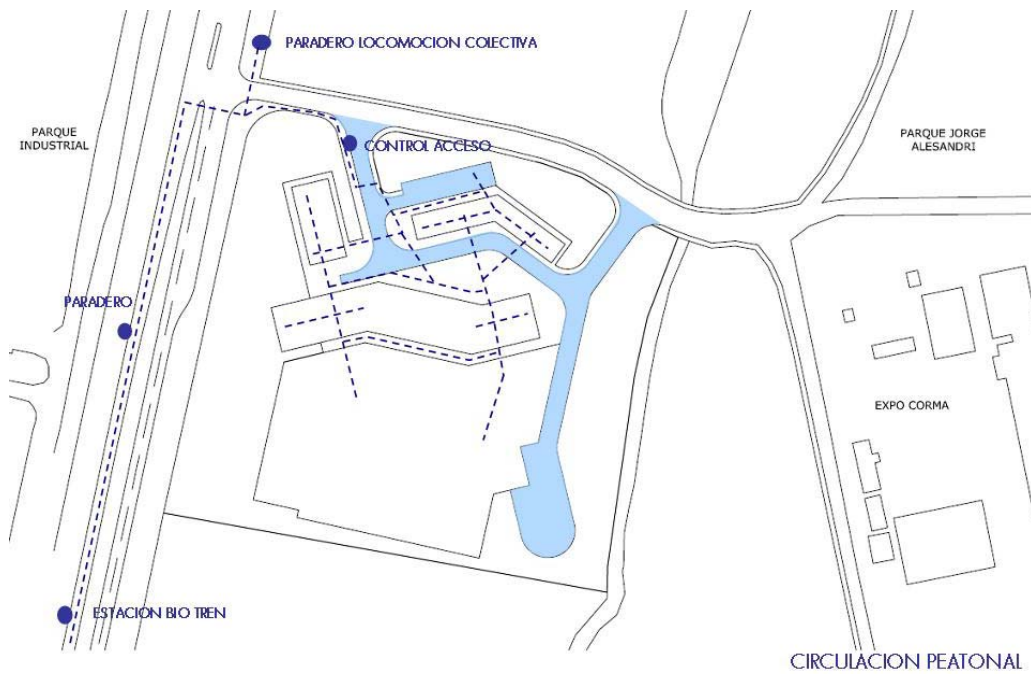 PARADERO LOCOMOCION COLECTIVA
PARQUE
INDUSTRIAL
CONTROL ACCESO
PARQUE JORGE
ALESANDRI
PARADERO
EXPO CORMA
ESTACION BIO TREN
CIRCULACION PEATONAL